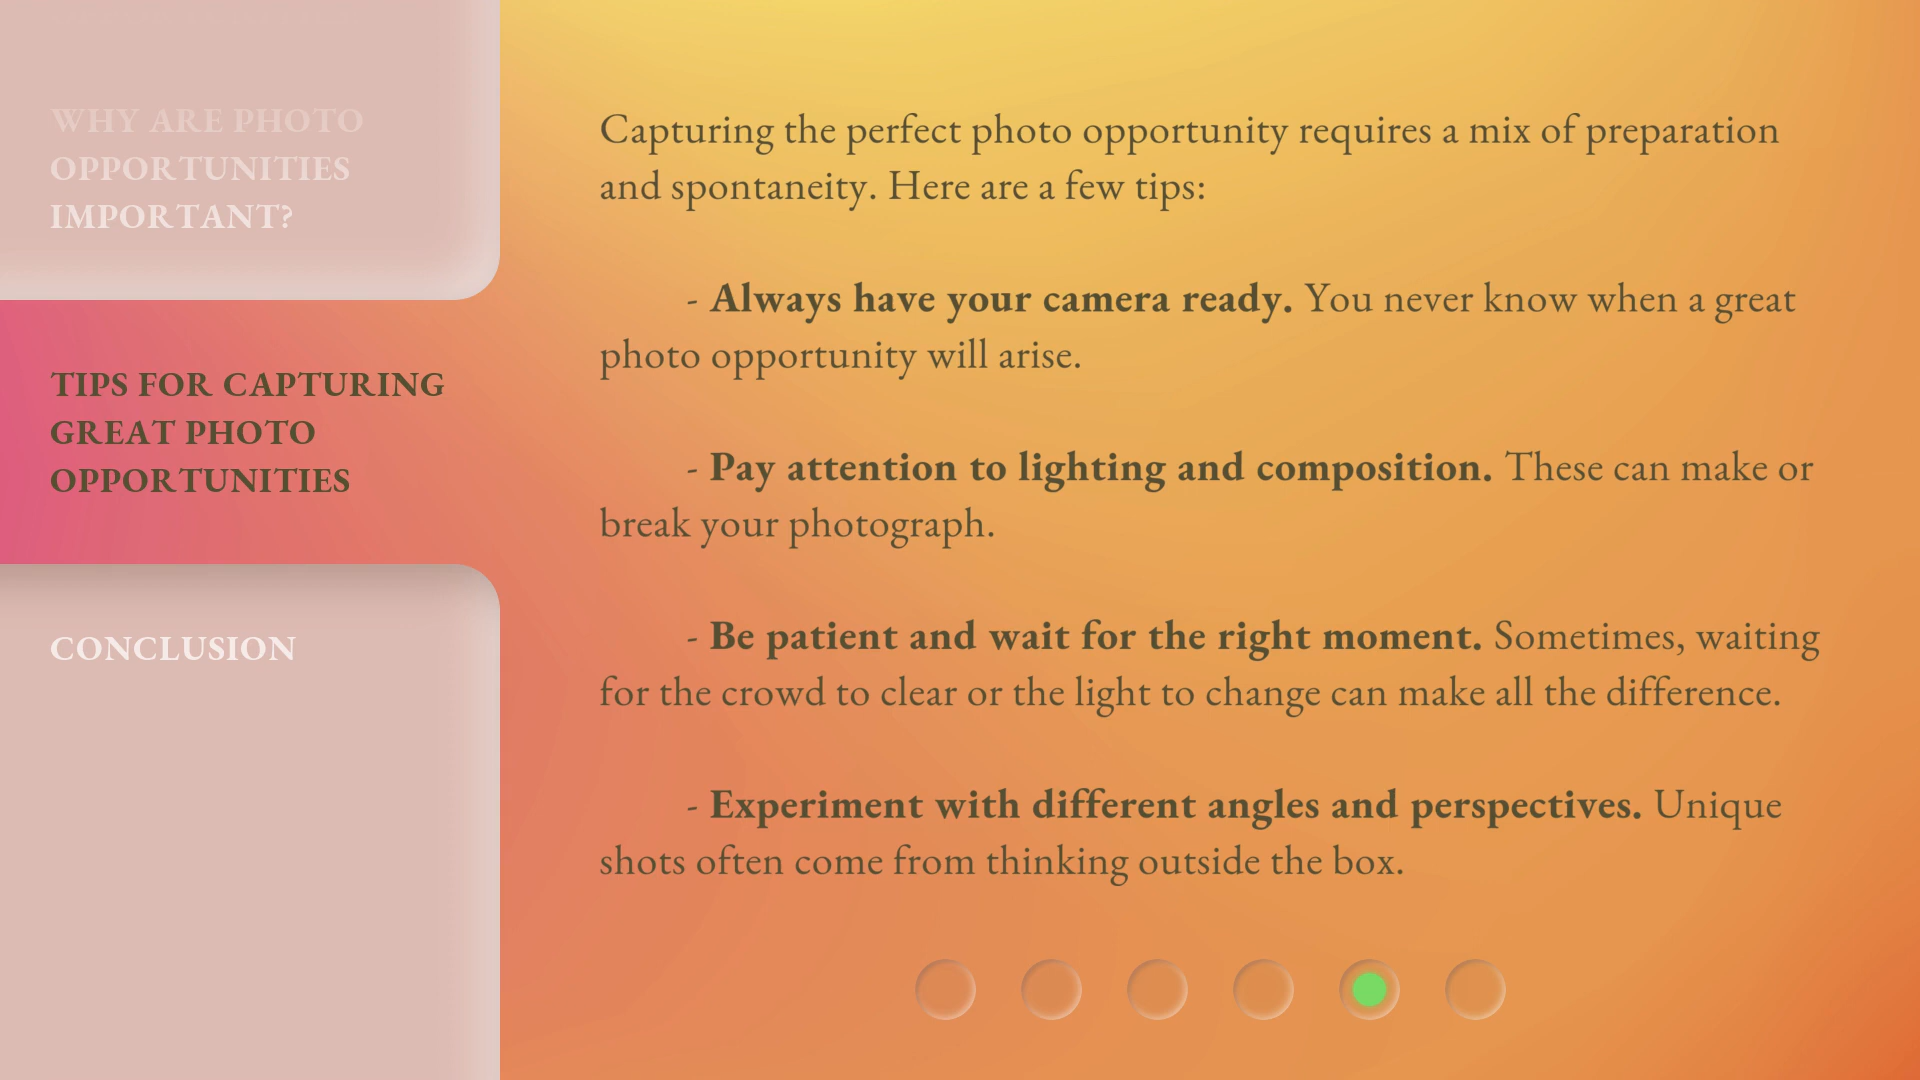 WHY ARE PHOTO
OPPORTUNITIES
IMPORTANT?
TIPS FOR CAPTURING
GREAT PHOTO
OPPORTUNITIES
CONCLUSION
Capturing the perfect photo opportunity requires a mix of preparation
and spontaneity. Here are a few tips:
- Always have your camera ready. You never know when a great
photo opportunity will arise.
- Pay attention to lighting and composition. These can make or
break your photograph.
- Be patient and wait for the right moment. Sometimes, waiting
for the crowd to clear or the light to change can make all the difference.
- Experiment with different angles and perspectives. Unique
shots often come from thinking outside the box.